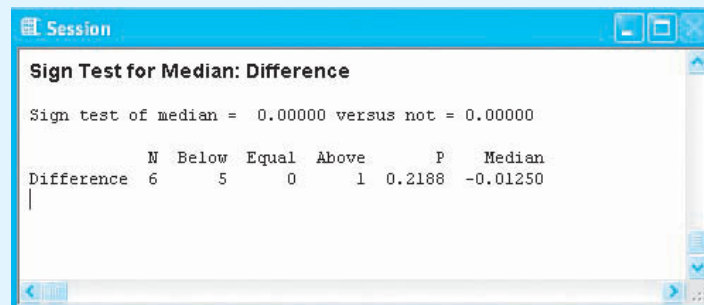 Session
Sign Test for Median: Difference
Sign test of median = 0.00000 versus not = 0.00000
N Below Equal Above P Median
Difference 6 5 0 1 0.2188 -0.01250